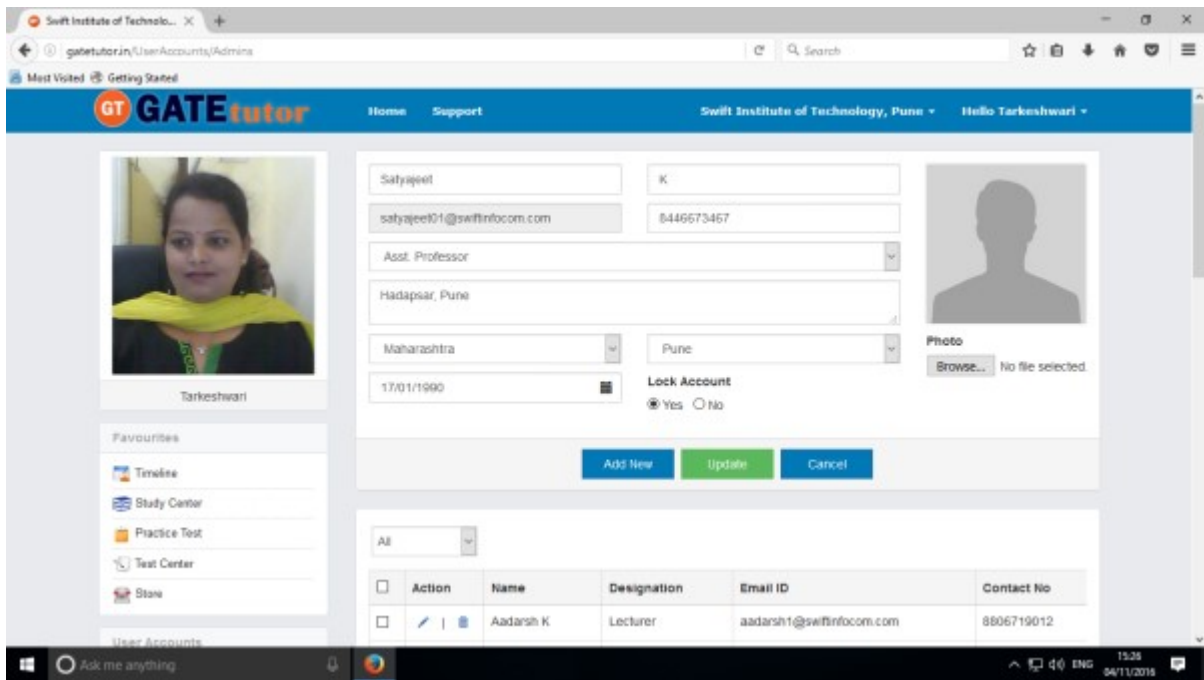 Swift Institute of Technolo...
gatetutor.in/UserAccounts/Admins
Search
Most Visited Getting Started
GT GATEtutor Home Support Swift Institute of Technology, Pune Hello Tarkeshwari
Satyajeet K
satyajeet01@swiftinfocom.com 8446673467
Asst. Professor
Hadapsar, Pune
Maharashtra Pune
Photo
Browse... No file selected.
17/01/1990
Lock Account
Yes No
Tarkeshwari
Favourites
Timeline
Study Center
Practice Test
Test Center
Store
User Accounts
Add New Update Cancel
All
Action Name Designation Email ID Contact No
Aadarsh K Lecturer aadarsh1@swiftinfocom.com 8806719012
Ask me anything
ENG
15:26
04/11/2016